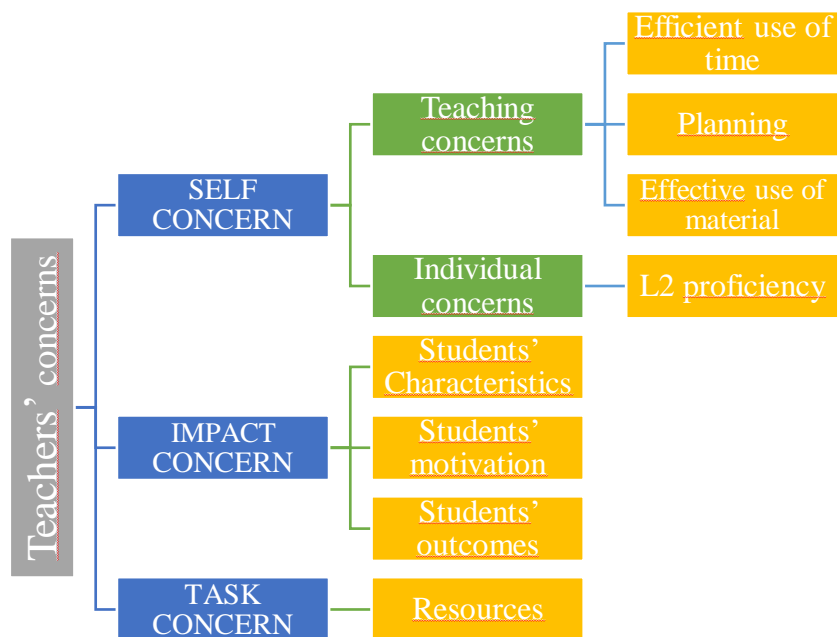 Teachers’ concerns
SELF
CONCERN
Teaching
concerns
Efficient use of
time
Planning
Effective use of
material
Individual
concerns
L2 proficiency
IMPACT
CONCERN
Students’
Characteristics
Students’
motivation
Students’
outcomes
TASK
CONCERN
Resources